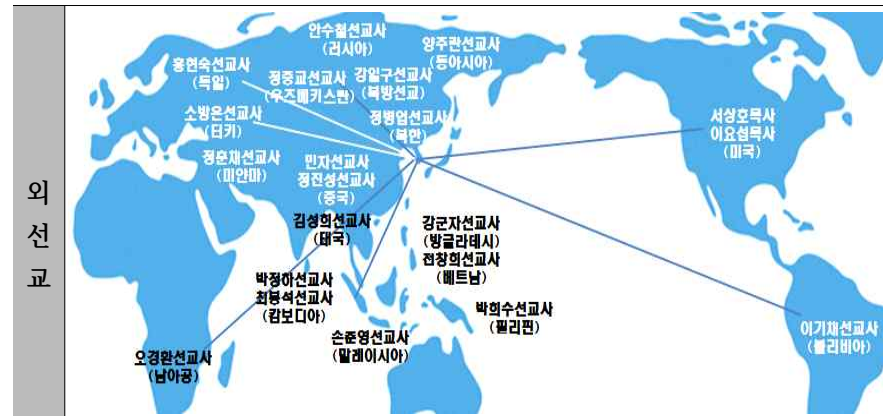 외
선
교
안수철선교사
(러시아)
양주란선교사
(동아시아)
홍현숙선교사
(독일)
정중교선교사
(우즈베키스탄)
강일구선교사
(북방선교)
소방은선교사
(터키)
정병업선교사
(북한)
서상호목사
이요섭목사
(미국)
정훈채선교사
(미얀마)
민자선교사
정진성선교사
(중국)
김성희선교사
(태국)
강군자선교사
(방글라데시)
전창희선교사
(베트남)
박정하선교사
최봉석선교사
(캄보디아)
박희수선교사
(필리핀)
손준영선교사
(말레이시아)
이기채선교사
(볼리비아)
오경환선교사
(남아공)